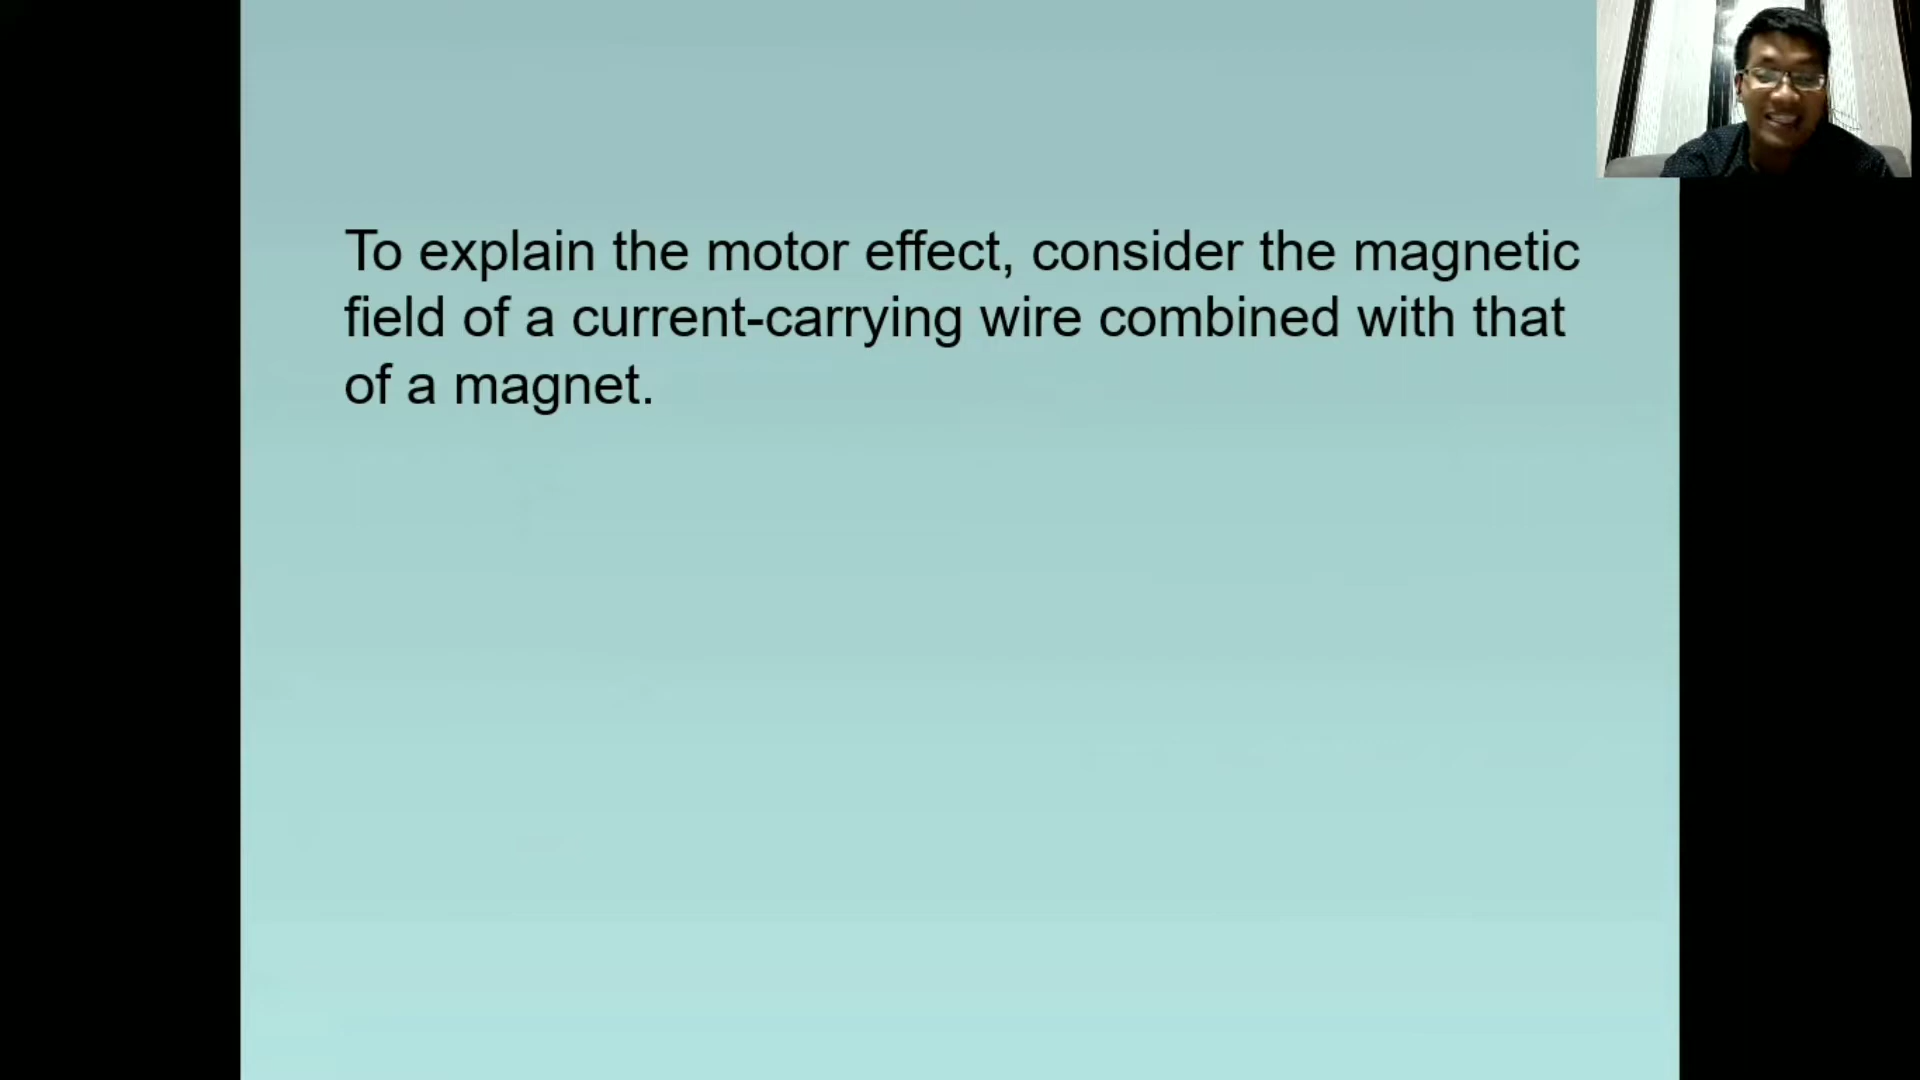 To explain the motor effect, consider the magnetic
field of a current-carrying wire combined with that
of a magnet.